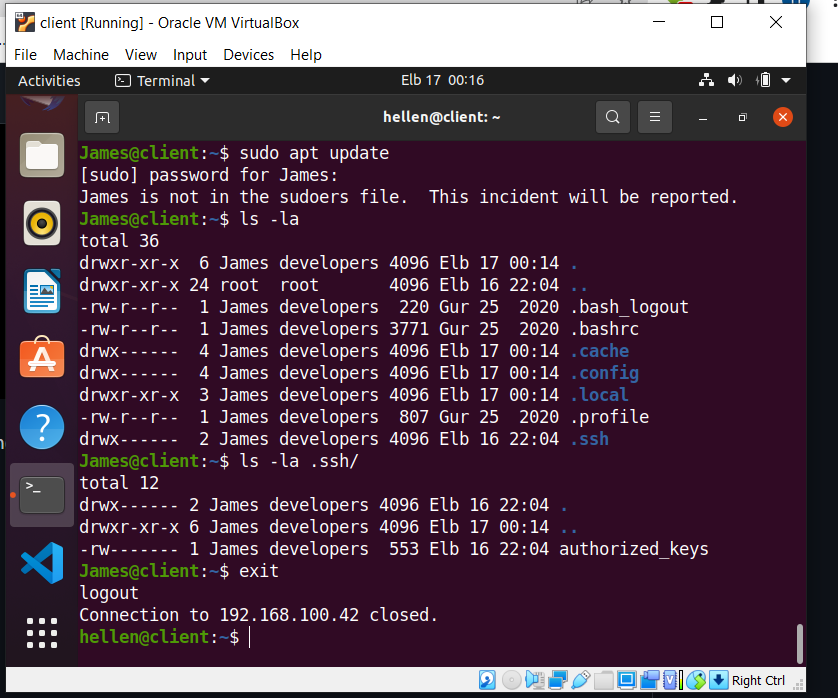 client [Running] - Oracle VM VirtualBox
File Machine View Input Devices Help
Activities Terminal Elb 17 00:16
hellen@client: ~
James@client:~$ sudo apt update
[sudo] password for James:
James is not in the sudoers file.  This incident will be reported.
James@client:~$ ls -la
total 36
drwxr-xr-x  6 James developers 4096 Elb 17 00:14 .
drwxr-xr-x 24 root  root       4096 Elb 16 22:04 ..
-rw-r--r--  1 James developers  220 Gur 25  2020 .bash_logout
-rw-r--r--  1 James developers 3771 Gur 25  2020 .bashrc
drwx------  4 James developers 4096 Elb 17 00:14 .cache
drwx------  4 James developers 4096 Elb 17 00:14 .config
drwxr-xr-x  3 James developers 4096 Elb 17 00:14 .local
-rw-r--r--  1 James developers  807 Gur 25  2020 .profile
drwx------  2 James developers 4096 Elb 16 22:04 .ssh
James@client:~$ ls -la .ssh/
total 12
drwx------ 2 James developers 4096 Elb 16 22:04 .
drwxr-xr-x 6 James developers 4096 Elb 17 00:14 ..
-rw------- 1 James developers  553 Elb 16 22:04 authorized_keys
James@client:~$ exit
logout
Connection to 192.168.100.42 closed.
hellen@client:~$
Right Ctrl